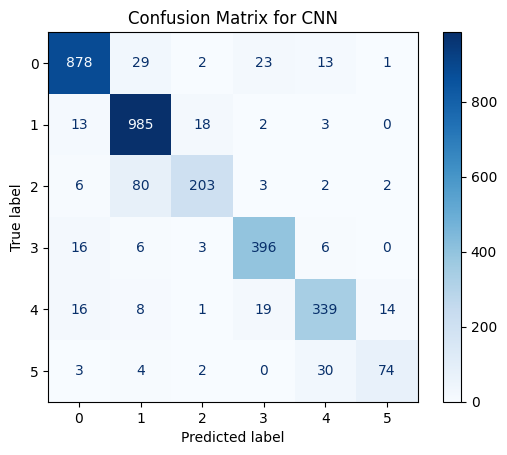 Confusion Matrix for CNN
0 878 29 2 23 13 1
1 13 985 18 2 3 0
2 6 80 203 3 2 2
3 16 6 3 396 6 0
4 16 8 1 19 339 14
5 3 4 2 0 30 74
0 1 2 3 4 5
Predicted label
True label
800
600
400
200
0